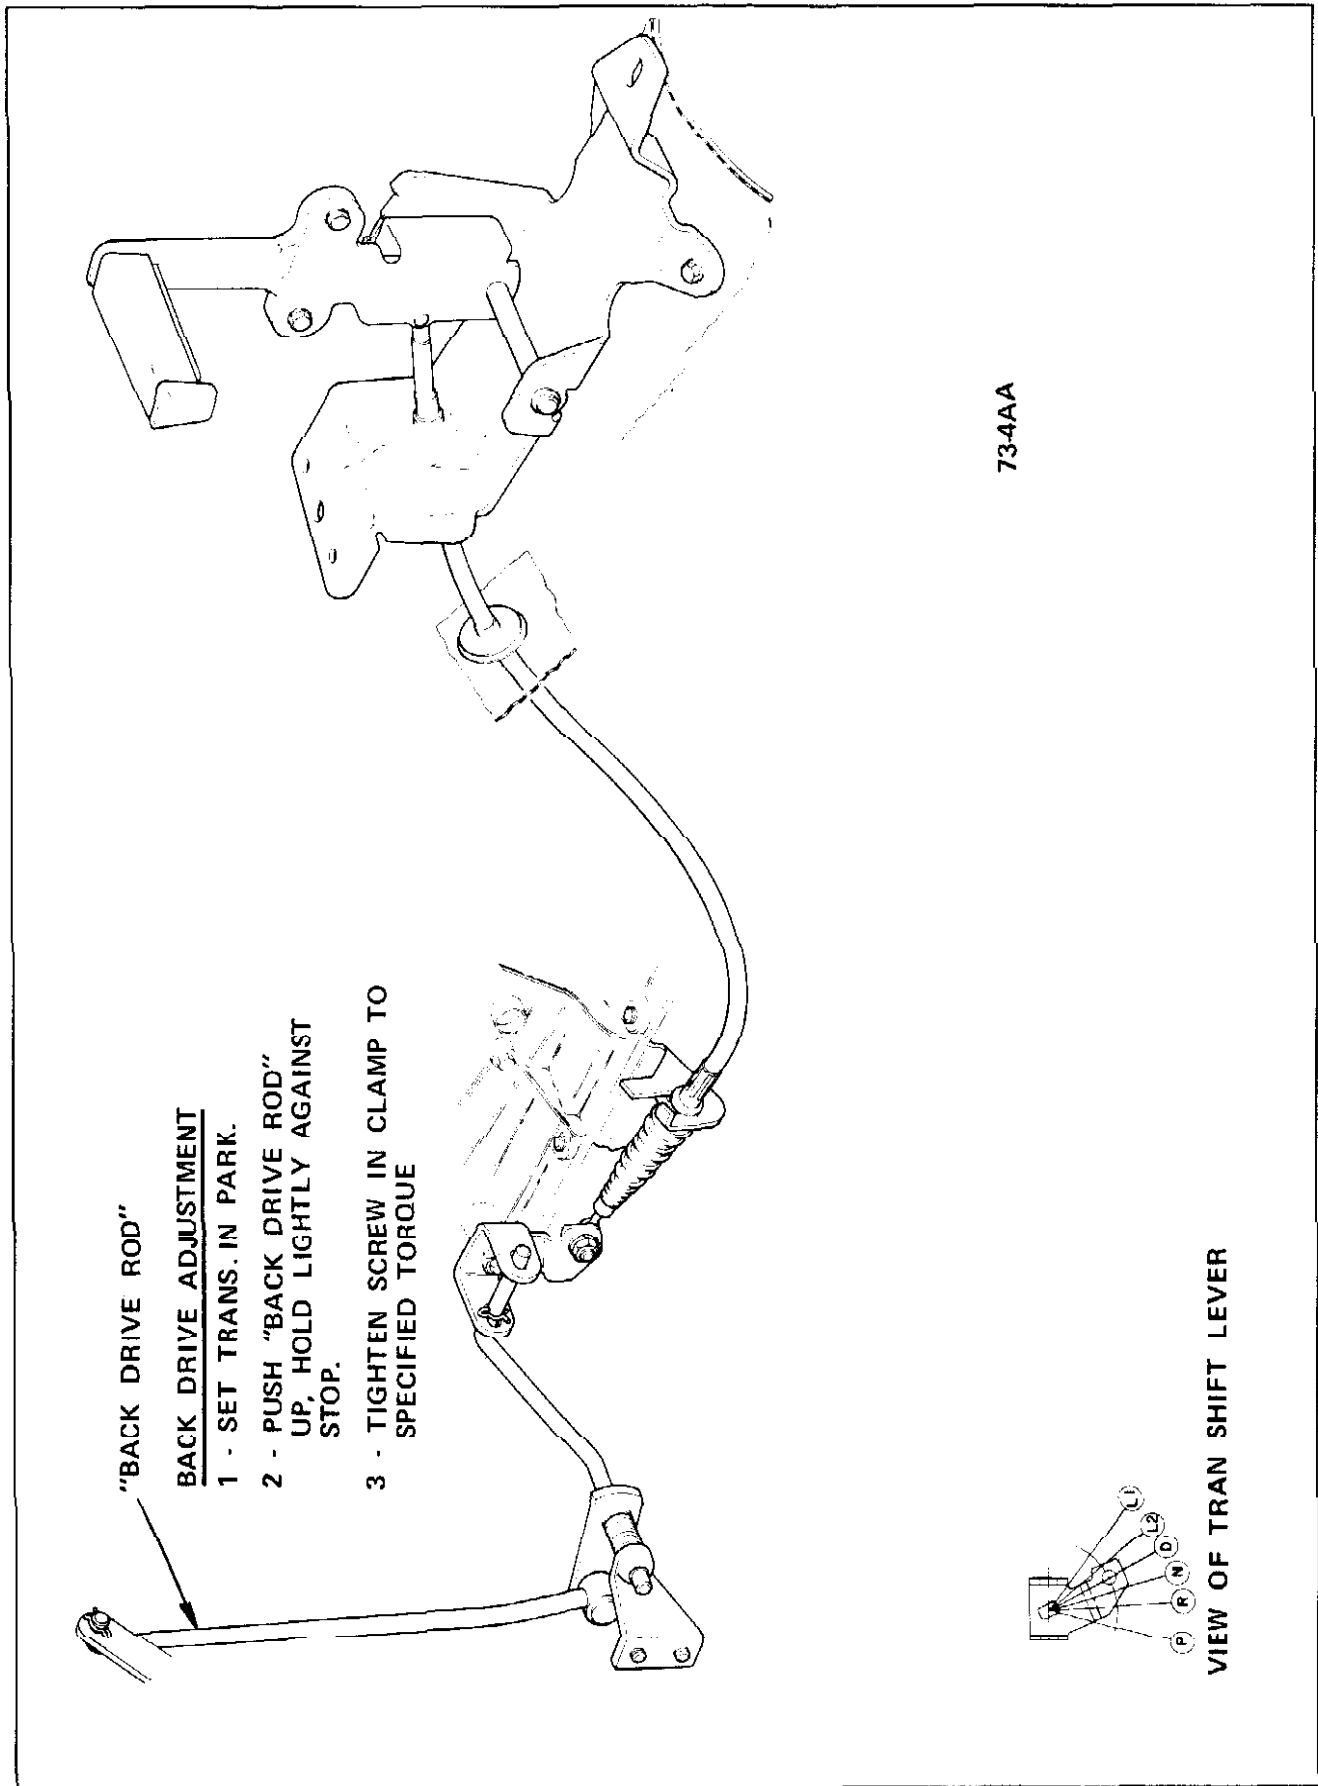 "BACK DRIVE ROD"
BACK DRIVE ADJUSTMENT
1 - SET TRANS. IN PARK.
2 - PUSH "BACK DRIVE ROD"
UP, HOLD LIGHTLY AGAINST
STOP.
3 - TIGHTEN SCREW IN CLAMP TO
SPECIFIED TORQUE
73-4AA
P
R
N
D
L2
L1
VIEW OF TRAN SHIFT LEVER